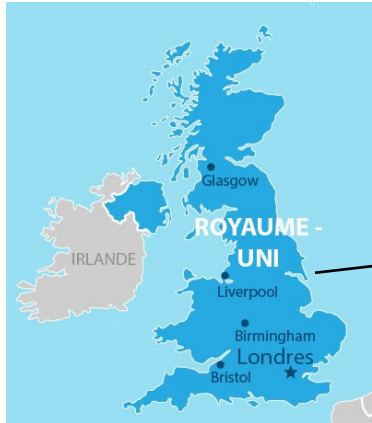 Glasgow
ROYAUME -
UNI
IRLANDE
Liverpool
Birmingham
Londres
Bristol